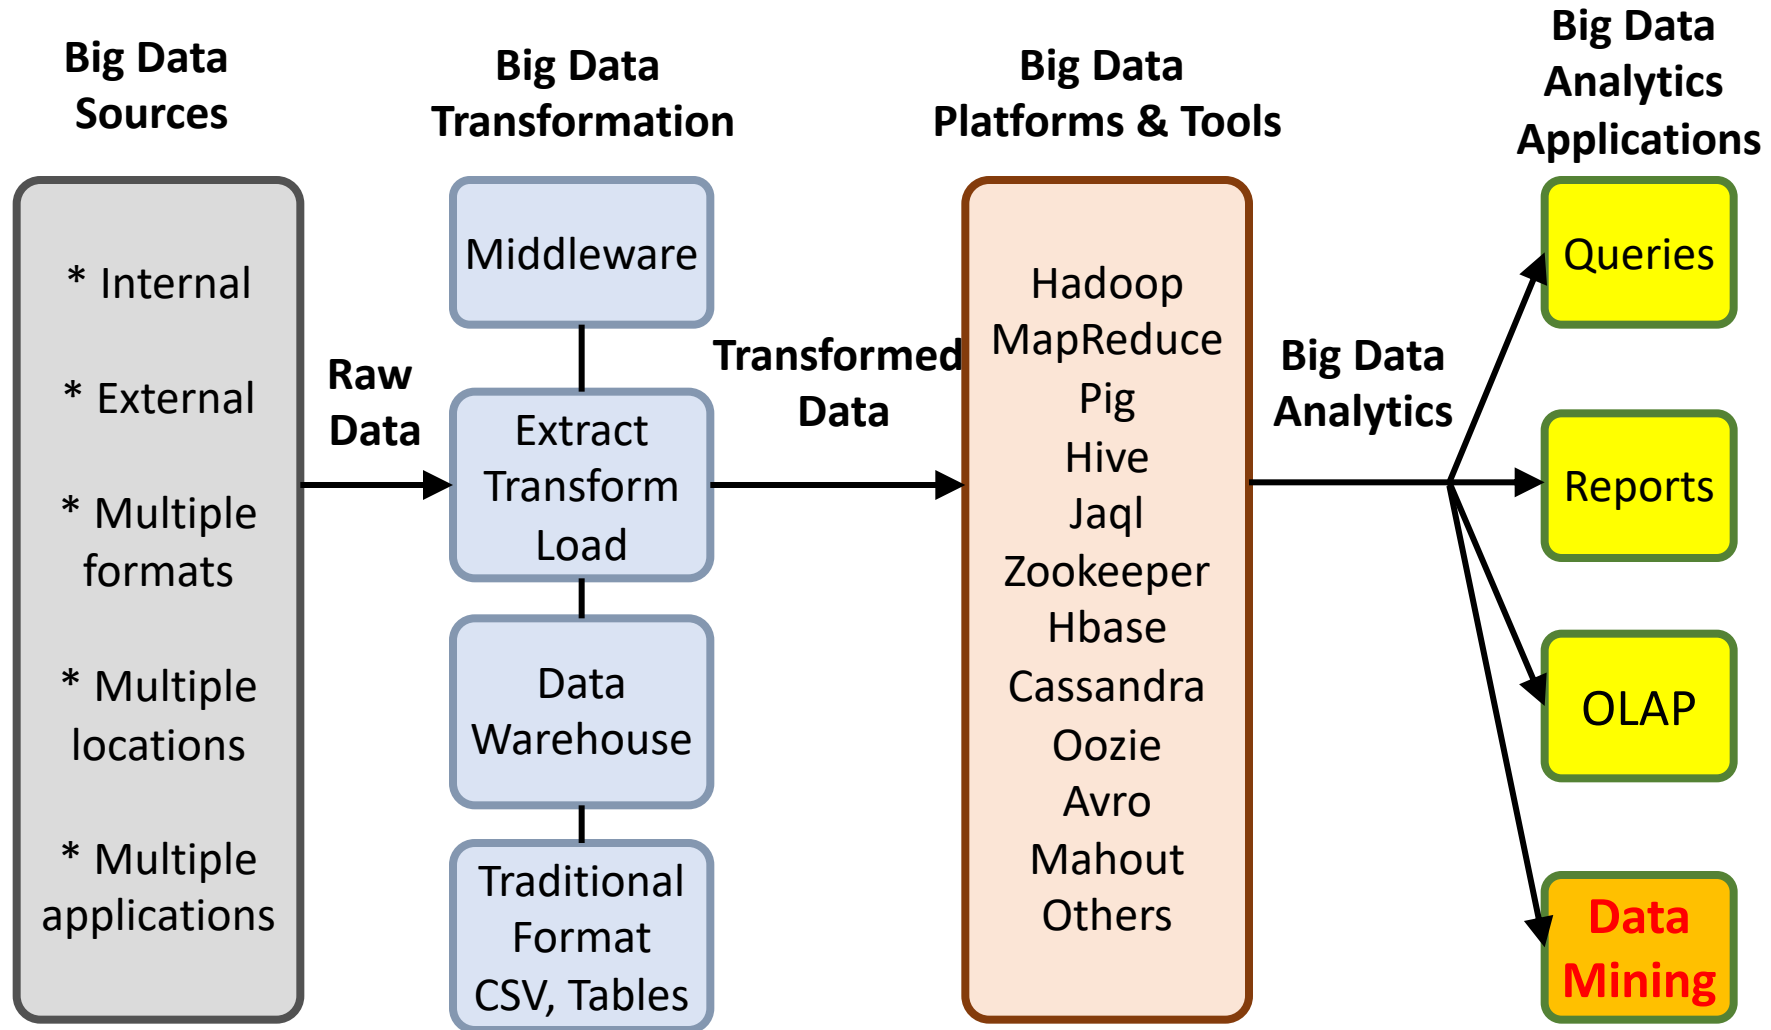 Big Data
Sources
* Internal
* External
* Multiple
formats
* Multiple
locations
* Multiple
applications
Raw
Data
Big Data
Transformation
Middleware
Extract
Transform
Load
Data
Warehouse
Traditional
Format
CSV, Tables
Transformed
Data
Big Data
Platforms & Tools
Hadoop
MapReduce
Pig
Hive
Jaql
Zookeeper
Hbase
Cassandra
Oozie
Avro
Mahout
Others
Big Data
Analytics
Big Data
Analytics
Applications
Queries
Reports
OLAP
Data
Mining